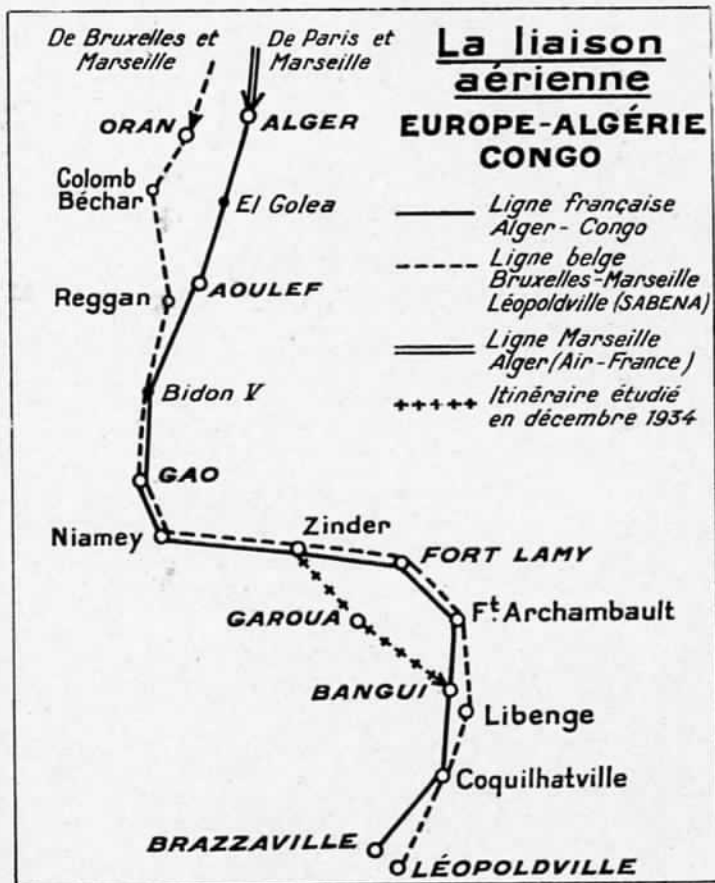 De Bruxelles et
Marseille
De Paris et
Marseille
La liaison
aérienne
EUROPE-ALGÉRIE
CONGO
Ligne française
Alger-Congo
Ligne belge
Bruxelles-Marseille
Léopoldville (SABENA)
Ligne Marseille
Alger (Air-France)
Itinéraire étudié
en décembre 1934
ORAN
ALGER
Colomb
Béchar
El Golea
AOULEF
Reggan
Bidon V
GAO
Niamey
Zinder
FORT LAMY
GAROUA
Ft. Archambault
BANGUI
Libenge
Coquilhatville
BRAZZAVILLE
LÉOPOLDVILLE